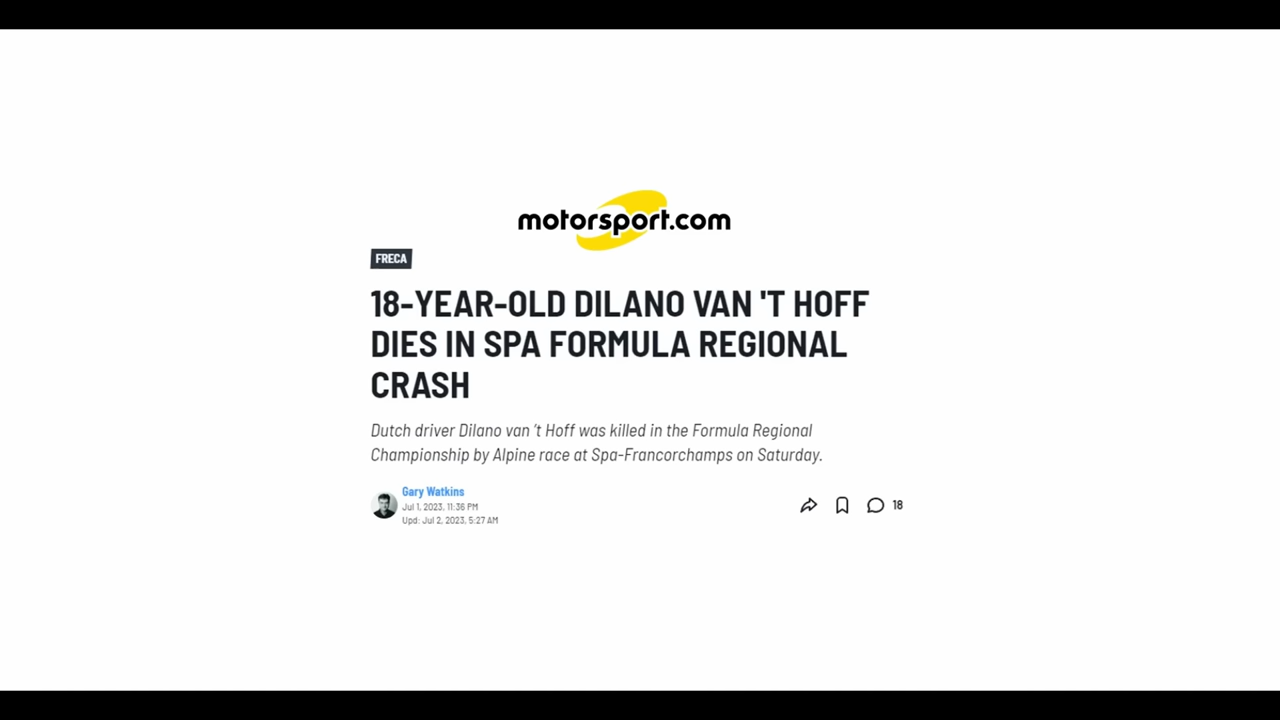 motorsport.com
FRECA
18-YEAR-OLD DILANO VAN 'T HOFF
DIES IN SPA FORMULA REGIONAL
CRASH
Dutch driver Dilano van ‘t Hoff was killed in the Formula Regional
Championship by Alpine race at Spa-Francorchamps on Saturday.
Gary Watkins
Jul 1, 2023, 11:36 PM
Upd: Jul 2, 2023, 5:27 AM
18